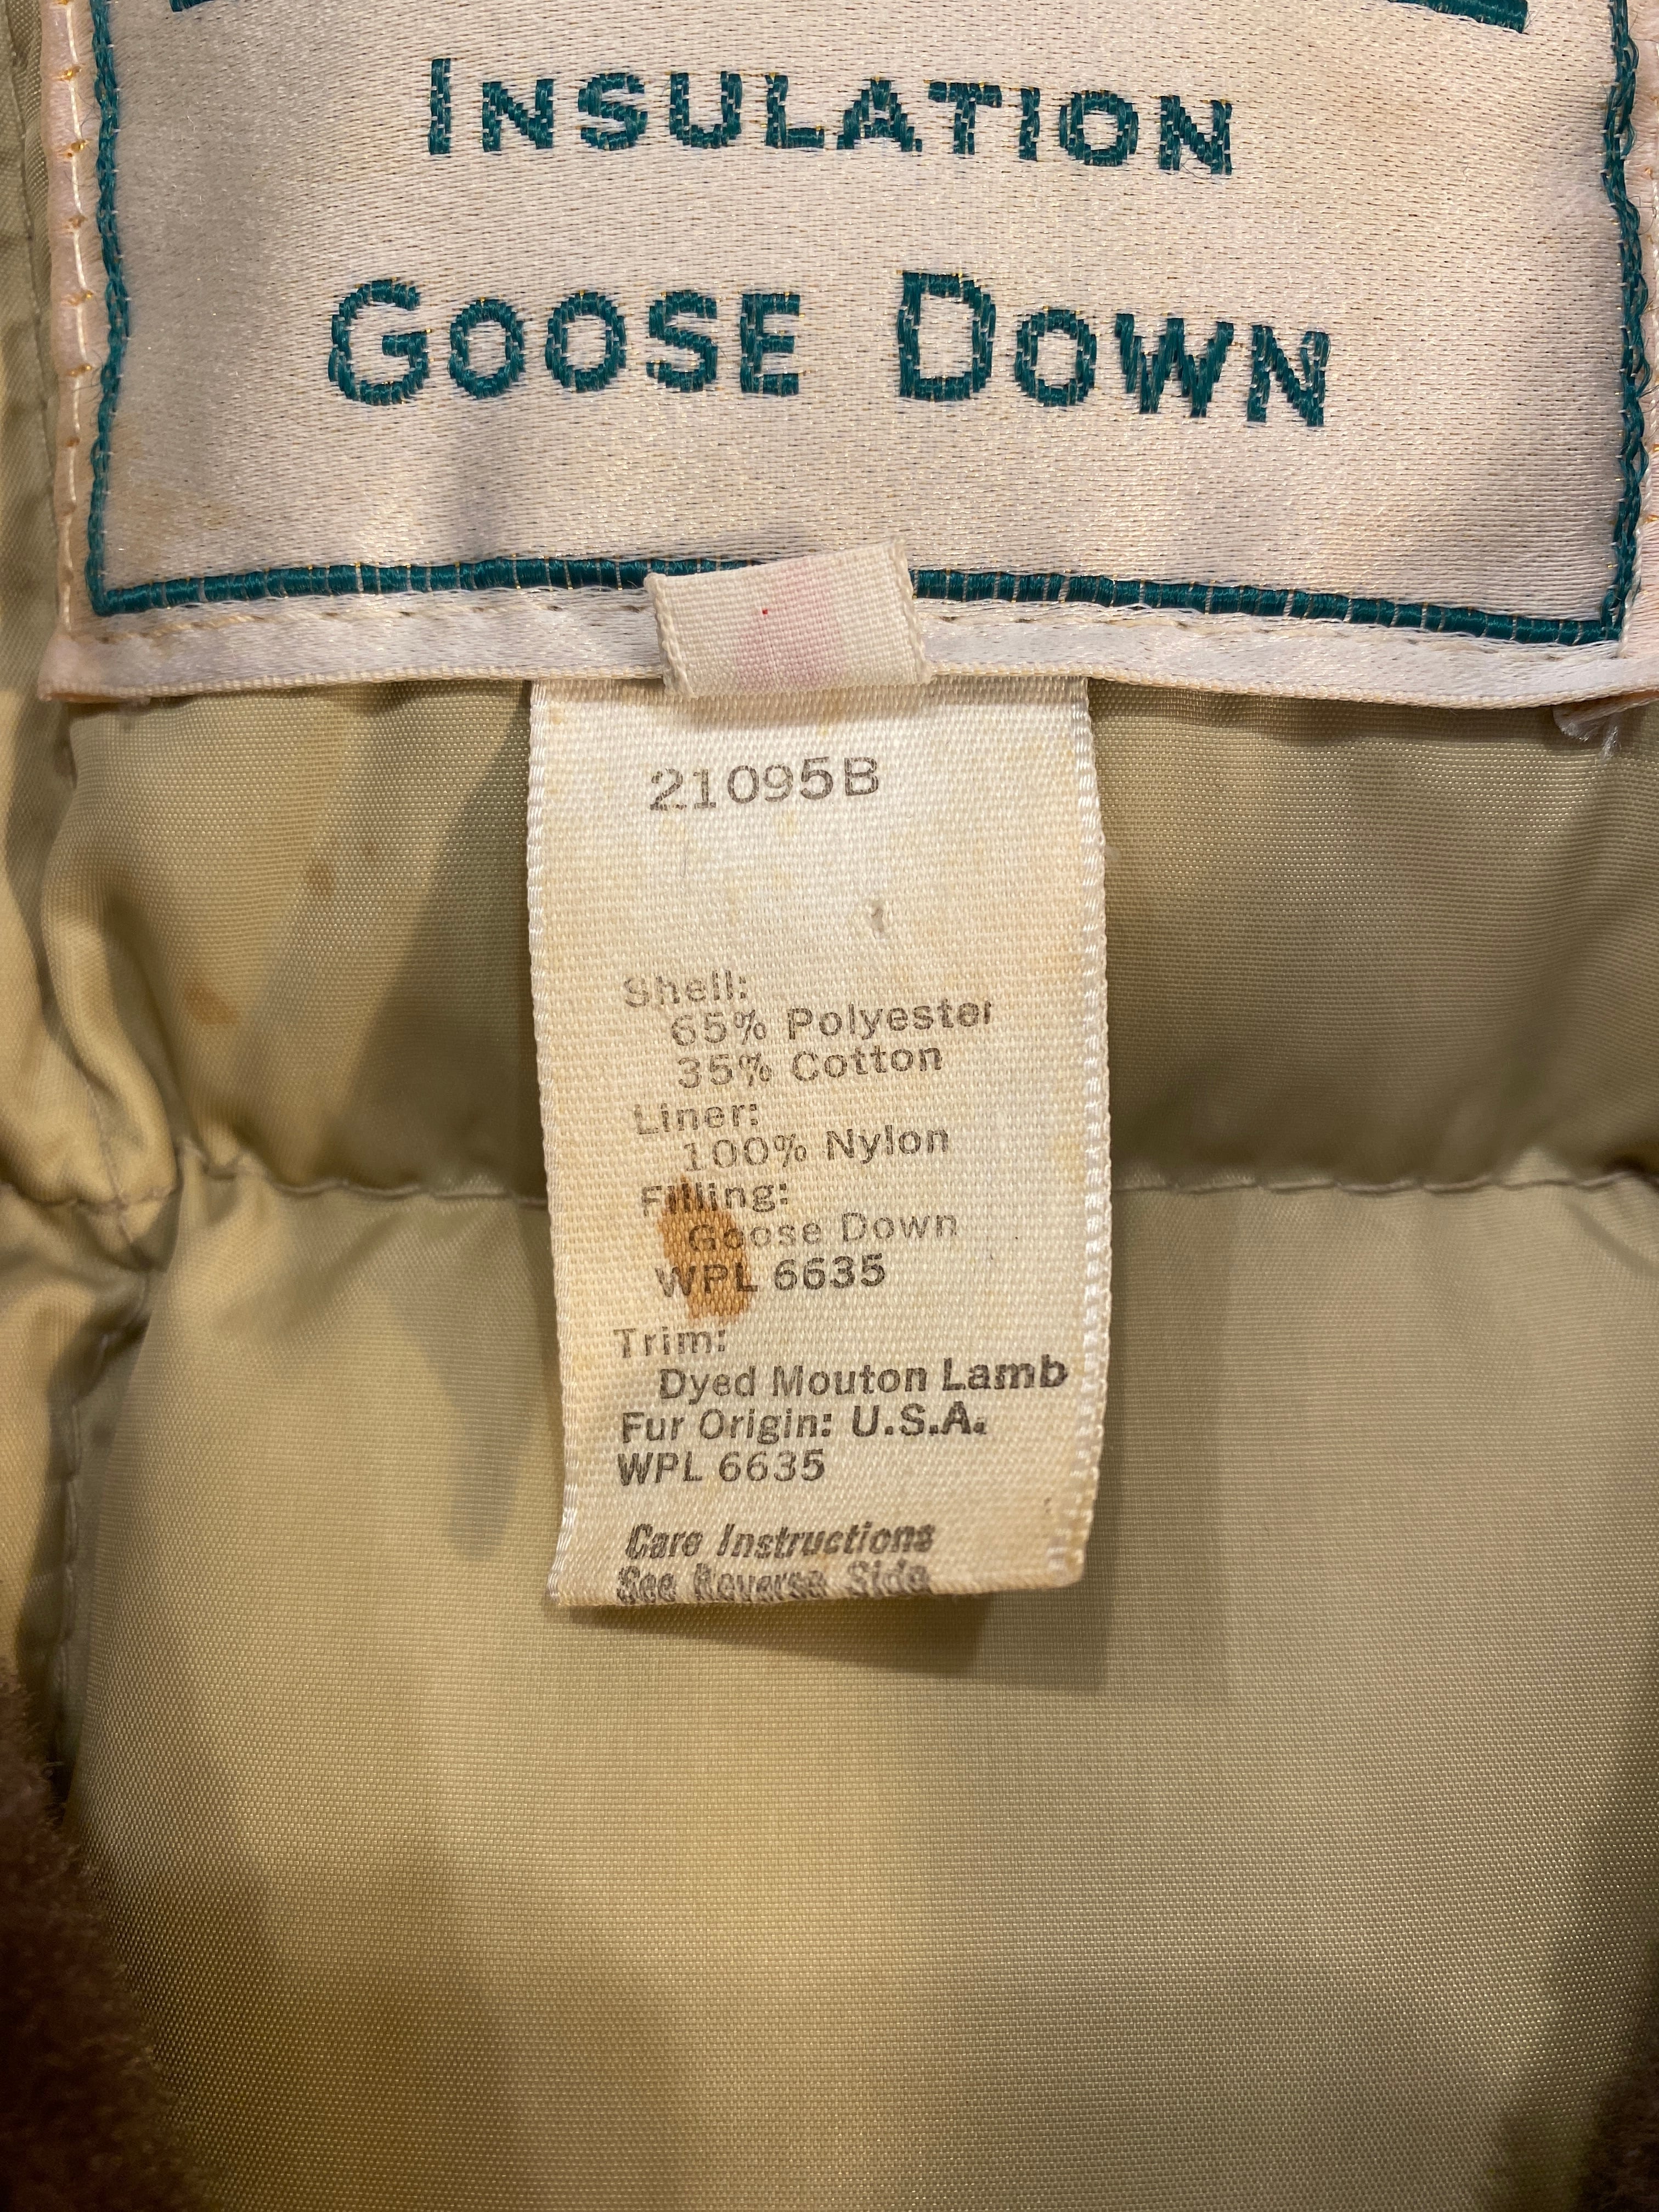 INSULATION
GOOSE DOWN
21095B
Shell:
65% Polyester
35% Cotton
Liner:
100% Nylon
Filling:
Goose Down
WPL 6635
Trim:
Dyed Mouton Lamb
Fur Origin: U.S.A.
WPL 6635
Care Instructions
See Reverse Side